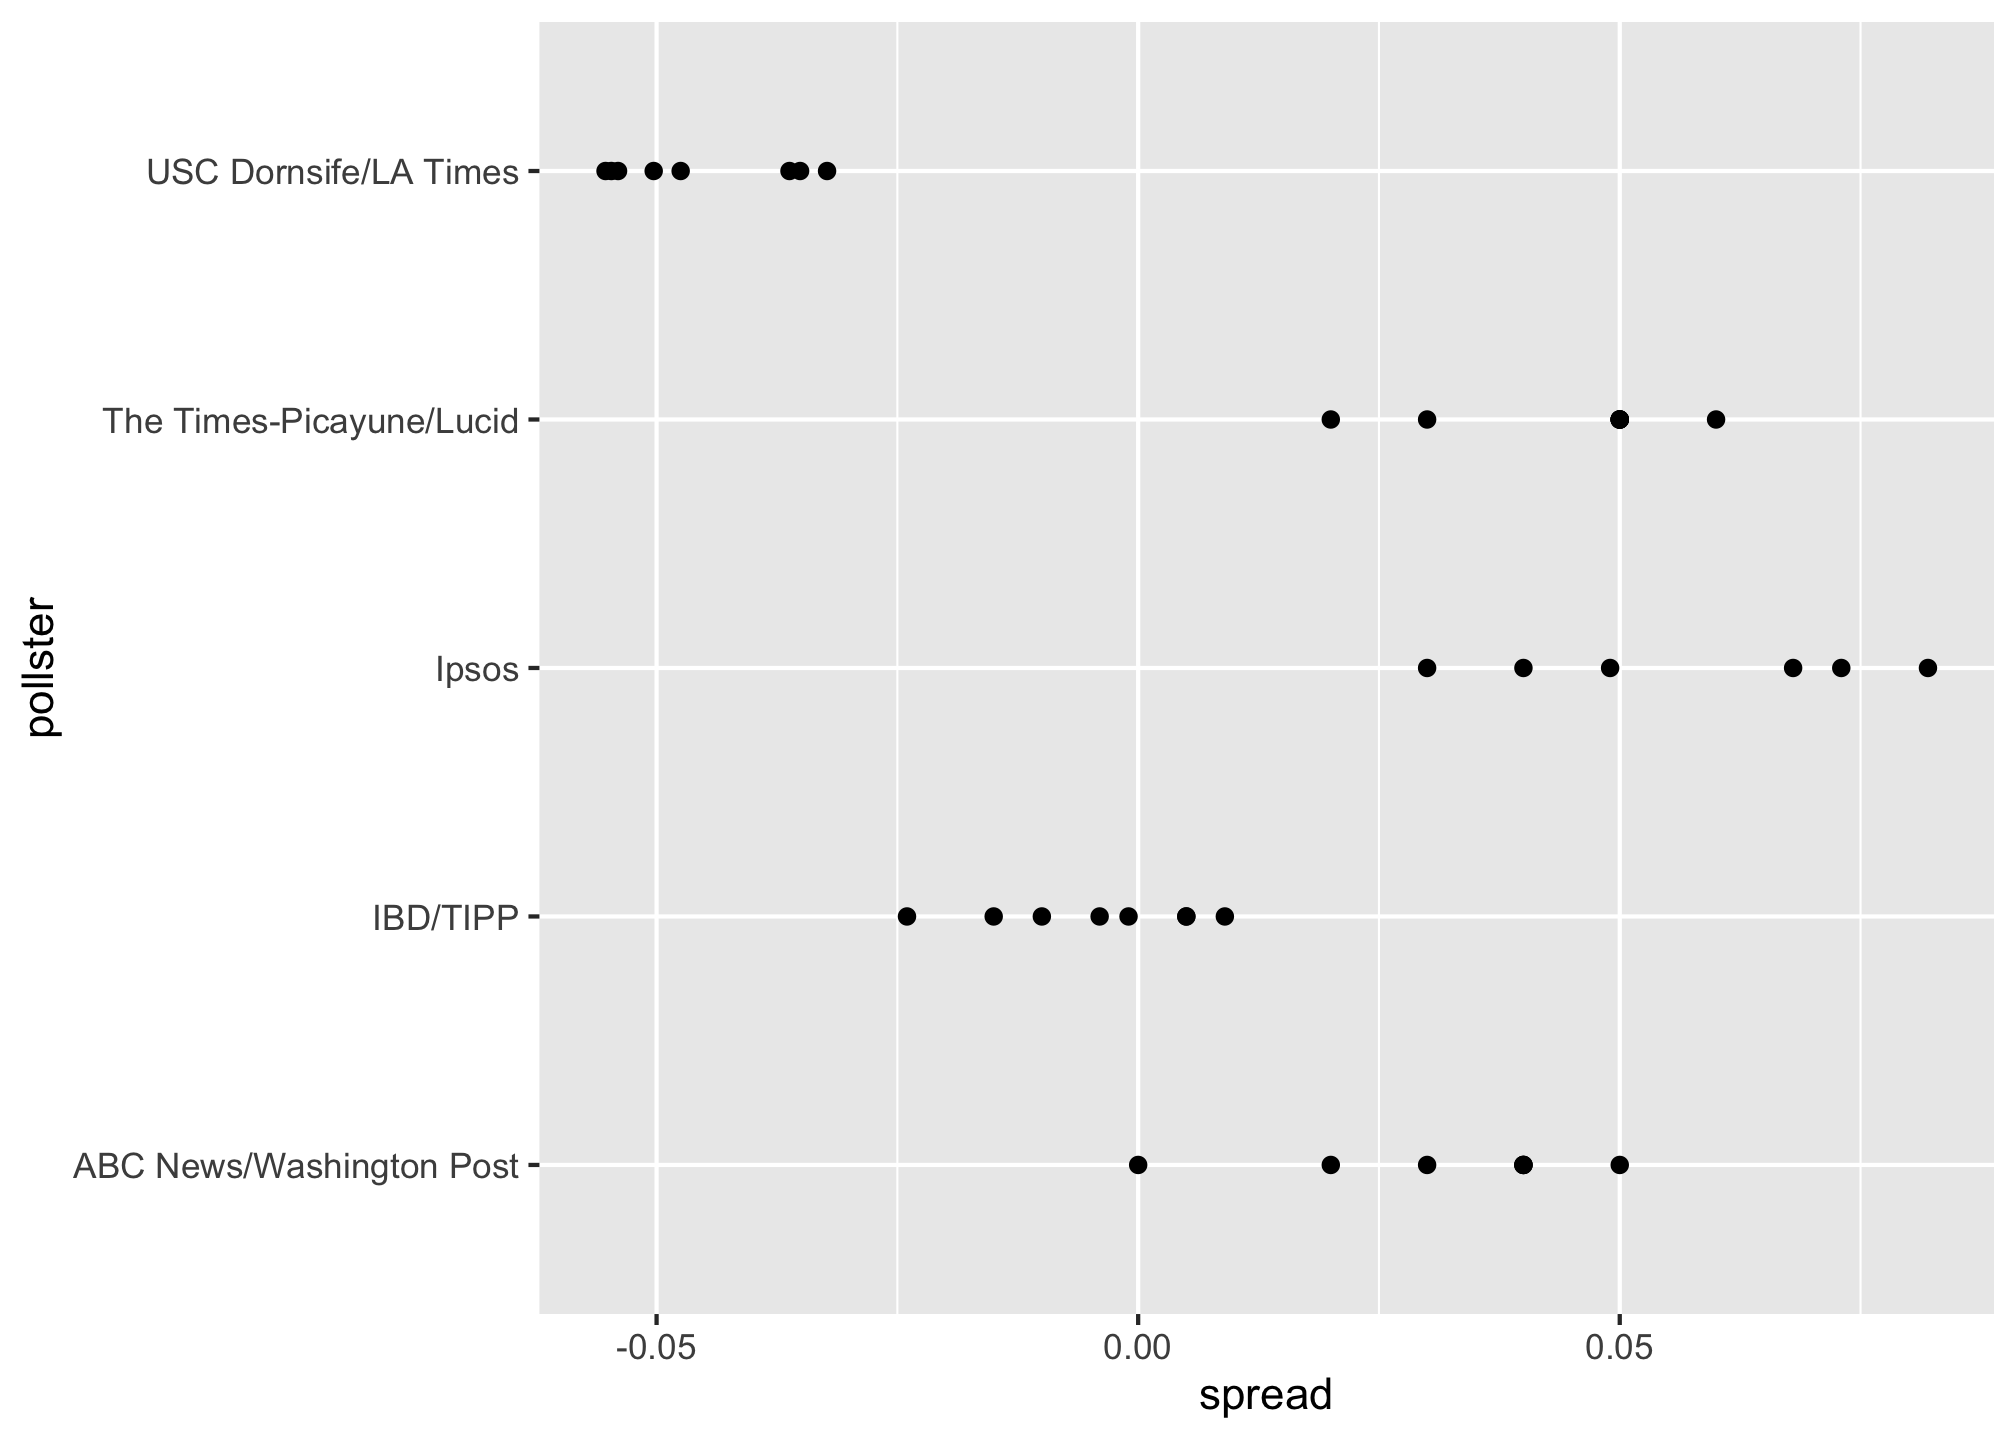 USC Dornsife/LA Times
The Times-Picayune/Lucid
Ipsos
IBD/TIPP
ABC News/Washington Post
pollster
-0.05
0.00
0.05
spread